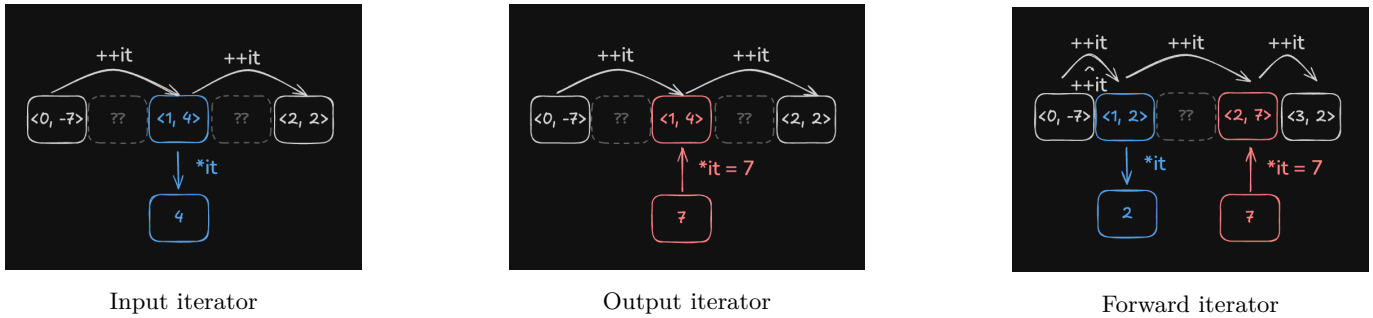 ++it ++it
<0, -7> ?? <1, 4> ?? <2, 2>
*it
4
Input iterator
++it ++it
<0, -7> ?? <1, 4> ?? <2, 2>
*it = 7
7
Output iterator
++it ++it ++it
^
++it
<0, -7> <1, 2> ?? <2, 7> <3, 2>
*it *it = 7
2 7
Forward iterator